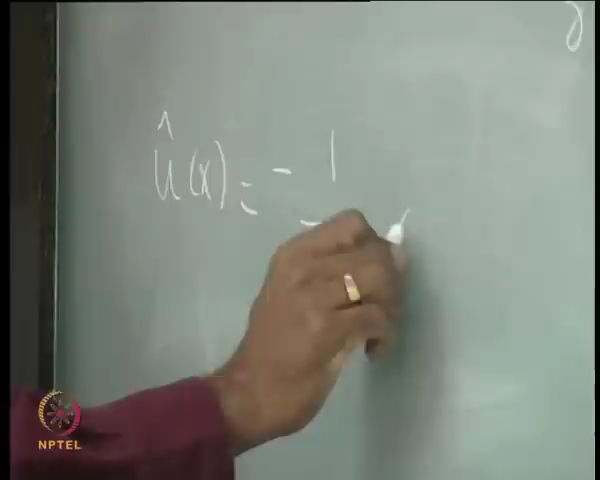 û(x) = - 1
NPTEL